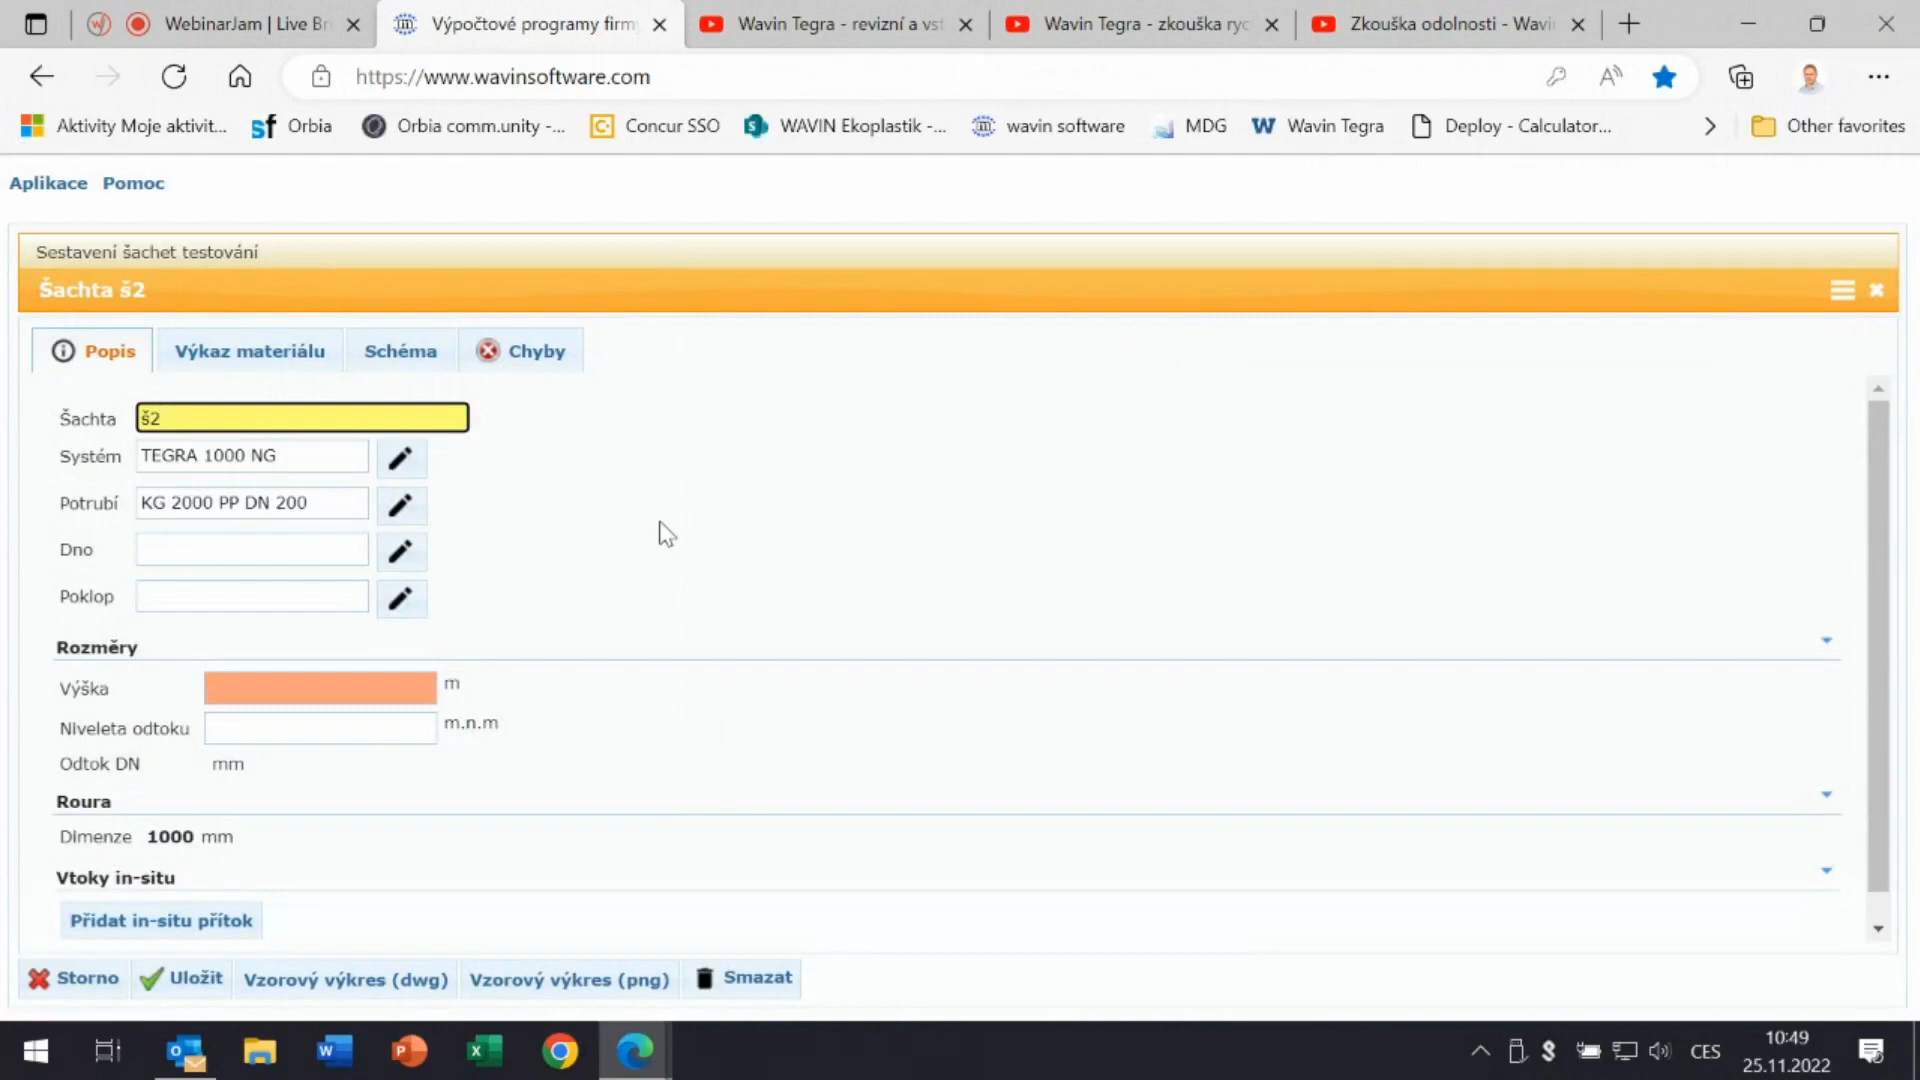 WebinarJam | Live Br
Výpočtové programy firm
Wavin Tegra - revizní a vst
Wavin Tegra - zkouška ryc
Zkouška odolnosti - Wavi
https://www.wavinsoftware.com
Aktivity Moje aktivit...
sf Orbia
Orbia comm.unity -...
Concur SSO
WAVIN Ekoplastik -...
wavin software
MDG
W Wavin Tegra
Deploy - Calculator...
Other favorites
Aplikace Pomoc
Sestavení šachet testování
Šachta š2
Popis
Výkaz materiálu
Schéma
Chyby
Šachta š2
Systém TEGRA 1000 NG
Potrubí KG 2000 PP DN 200
Dno
Poklop
Rozměry
Výška m
Niveleta odtoku m.n.m
Odtok DN mm
Roura
Dimenze 1000 mm
Vtoky in-situ
Přidat in-situ přítok
Storno
Uložit
Vzorový výkres (dwg)
Vzorový výkres (png)
Smazat
CES
10:49
25.11.2022